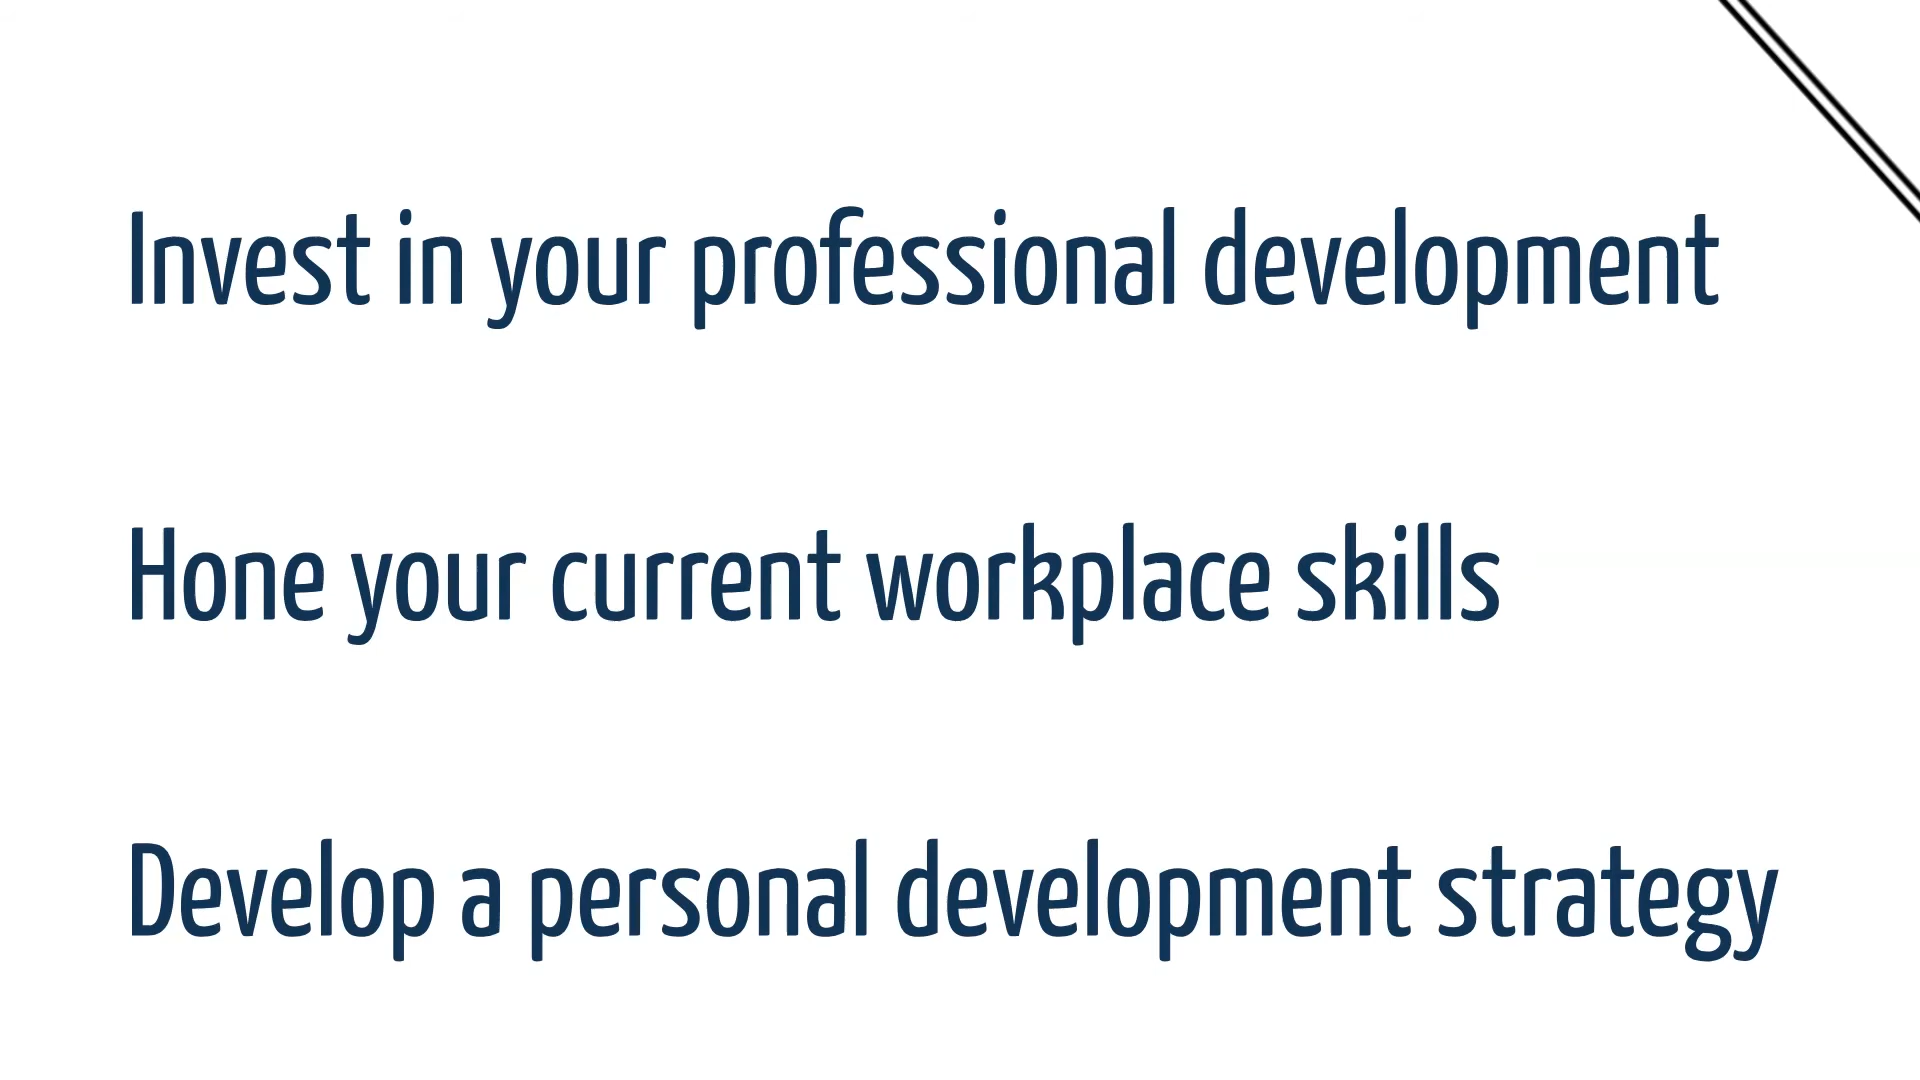 Invest in your professional development
Hone your current workplace skills
Develop a personal development strategy